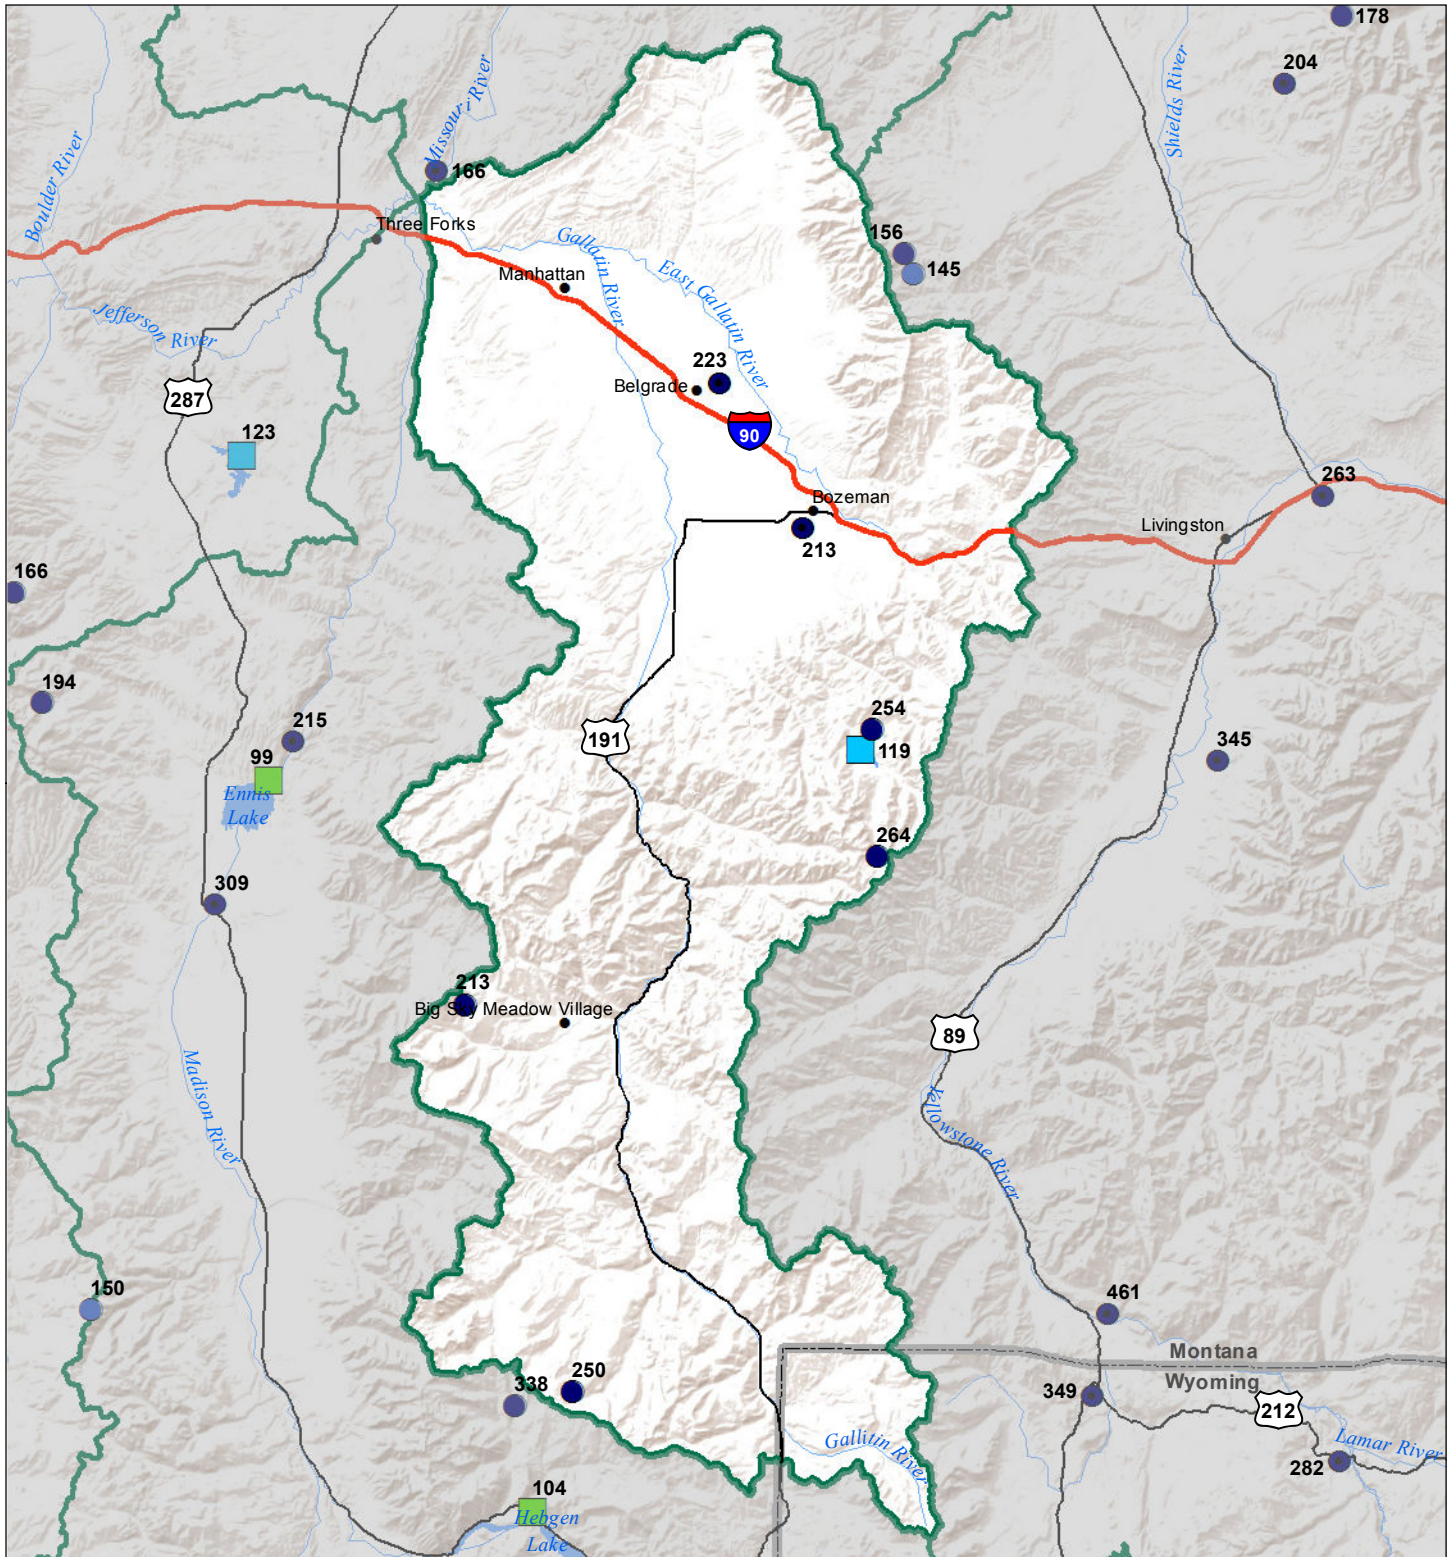 178
204
Shields River
Missouri River
Boulder River
166
Three Forks
156
145
Gallatin River
East Gallatin River
Manhattan
Jefferson River
223
Belgrade
287
90
123
263
Bozeman
Livingston
213
166
194
254
215
191
119
345
99
Ennis
Lake
264
309
213
Big Sky Meadow Village
89
Madison River
Yellowstone River
150
461
Montana
Wyoming
250
338
349
212
Gallitin River
Lamar River
282
104
Hebgen
Lake